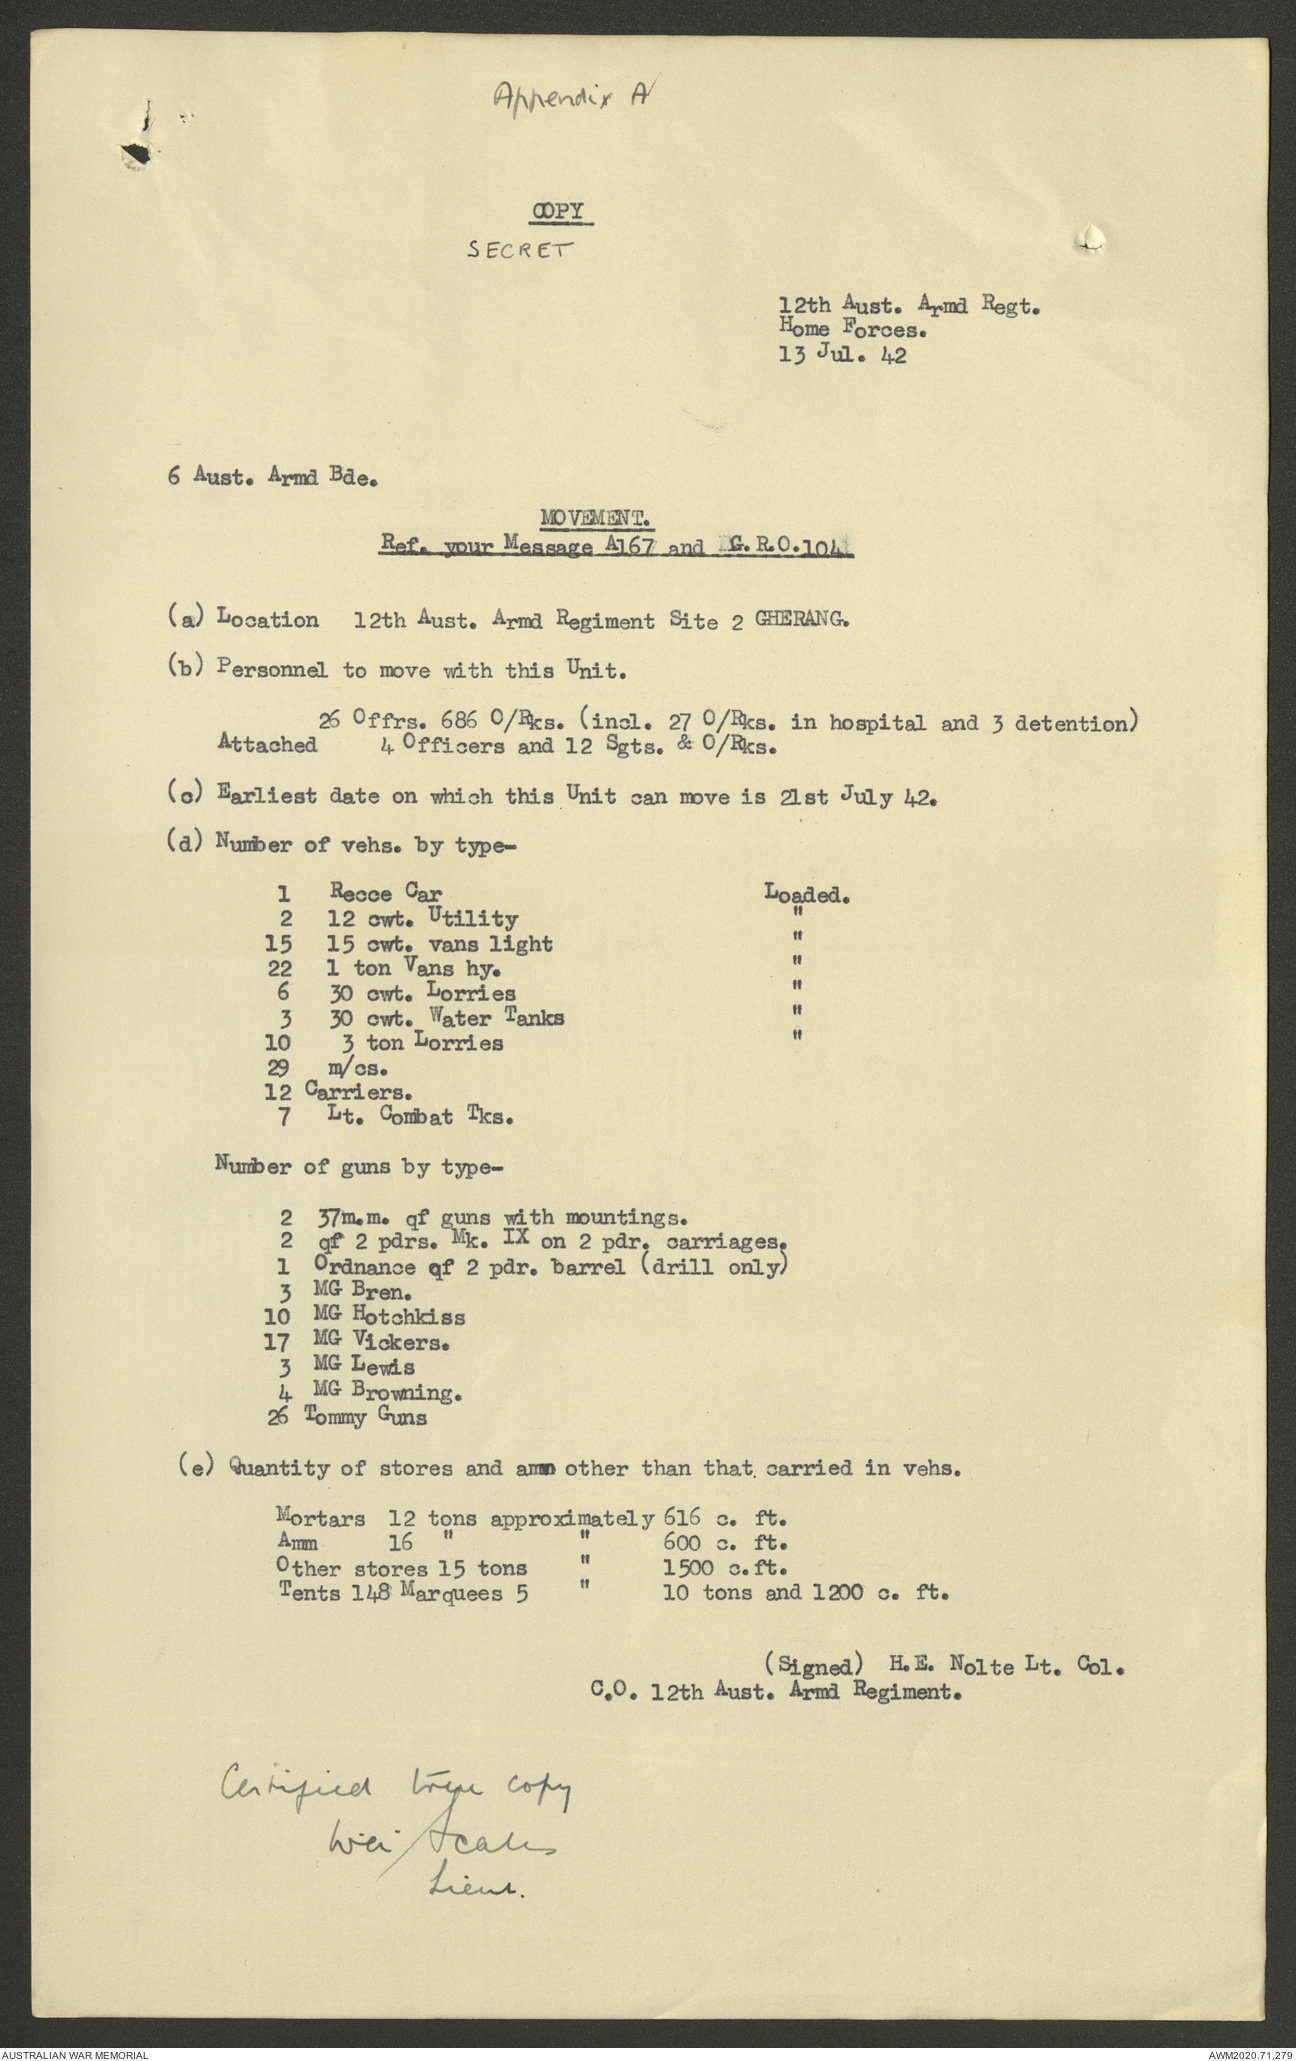 Appendix A
COPY
SECRET
12th Aust. Armd Regt.
Home Forces.
13 Jul. 42
6 Aust. Armd Bde.
MOVEMENT.
Ref. your Message A167 and G.R.O.104
(a) Location 12th Aust. Armd Regiment Site 2 GHERANG.
(b) Personnel to move with this Unit.
26 Offrs. 686 O/Rks. (incl. 27 O/Rks. in hospital and 3 detention)
Attached 4 Officers and 12 Sgts. & O/Rks.
(c) Earliest date on which this Unit can move is 21st July 42.
(d) Number of vehs. by type-
1 Recce Car Loaded.
2 12 cwt. Utility "
15 15 cwt. vans light "
22 1 ton Vans hy. "
6 30 cwt. Lorries "
3 30 cwt. Water Tanks "
10 3 ton Lorries "
29 m/cs.
12 Carriers.
7 Lt. Combat Tks.
Number of guns by type-
2 37m.m. qf guns with mountings.
2 qf 2 pdrs. Mk. IX on 2 pdr. carriages.
1 Ordnance qf 2 pdr. barrel (drill only)
3 MG Bren.
10 MG Hotchkiss
17 MG Vickers.
3 MG Lewis
4 MG Browning.
26 Tommy Guns
(e) Quantity of stores and amn other than that carried in vehs.
Mortars 12 tons approximately 616 c. ft.
Amm 16 " " 600 c. ft.
Other stores 15 tons " 1500 c.ft.
Tents 148 Marquees 5 " 10 tons and 1200 c. ft.
(Signed) H.E. Nolte Lt. Col.
C.O. 12th Aust. Armd Regiment.
Certified true copy
Lieut.
AUSTRALIAN WAR MEMORIAL AWM2020.71.279